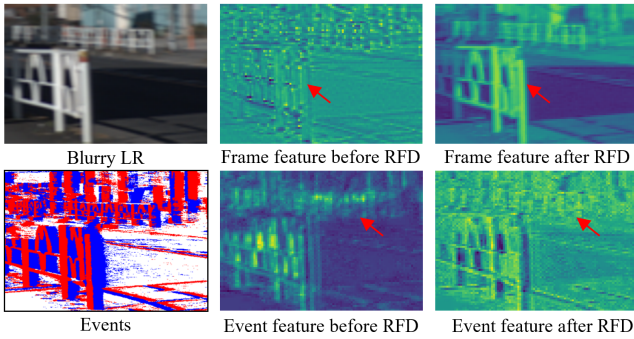 Blurry LR
Frame feature before RFD
Frame feature after RFD
Events
Event feature before RFD
Event feature after RFD